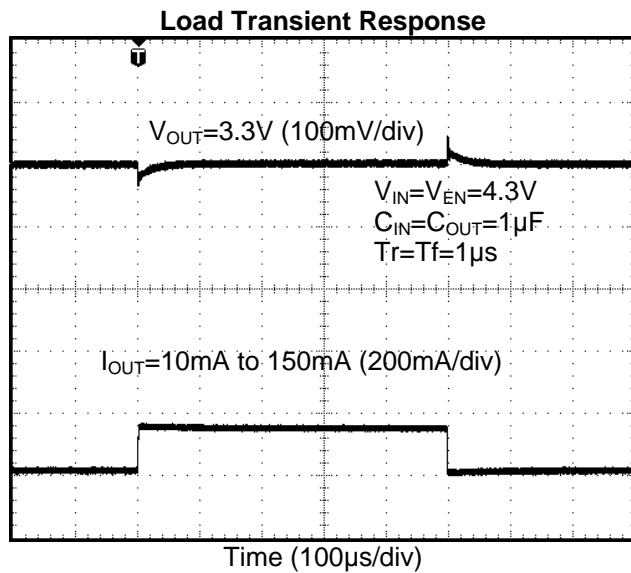 Load Transient Response
T
VOUT=3.3V (100mV/div)
VIN=VEN=4.3V
CIN=COUT=1µF
Tr=Tf=1µs
IOUT=10mA to 150mA (200mA/div)
Time (100µs/div)